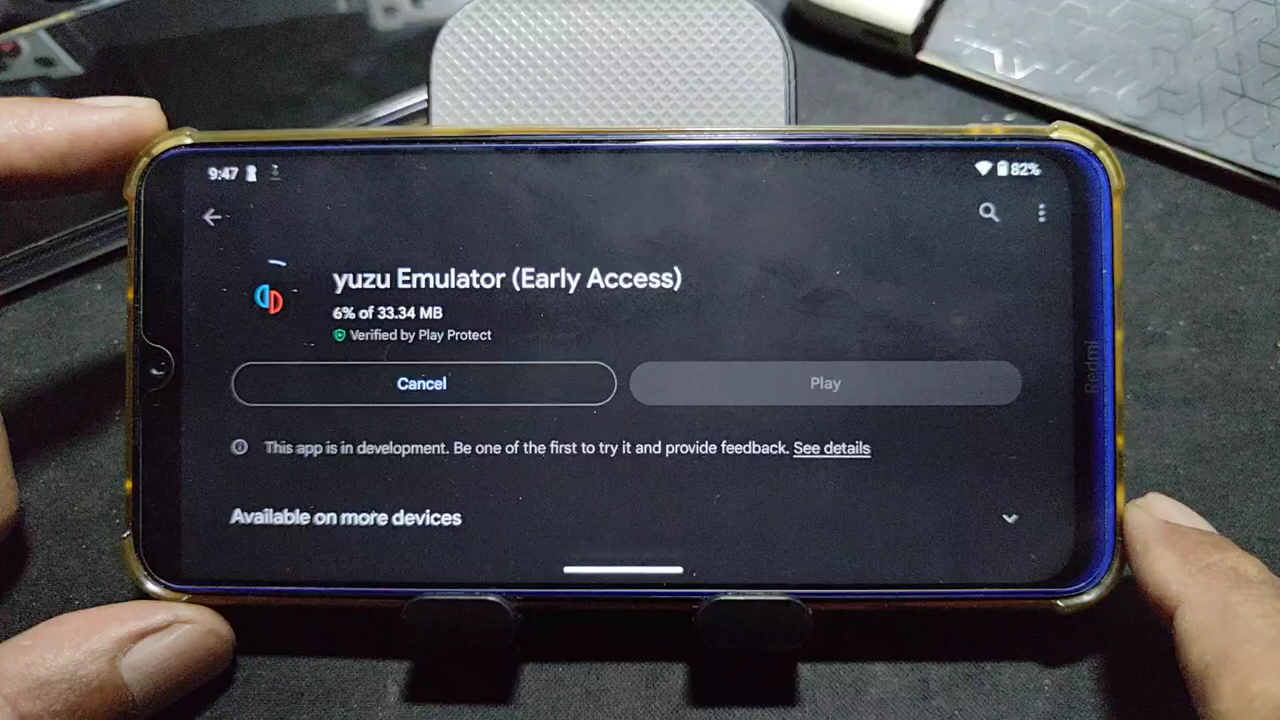 9:47
82%
yuzu Emulator (Early Access)
6% of 33.34 MB
Verified by Play Protect
Cancel
Play
This app is in development. Be one of the first to try it and provide feedback. See details
Available on more devices
Redmi